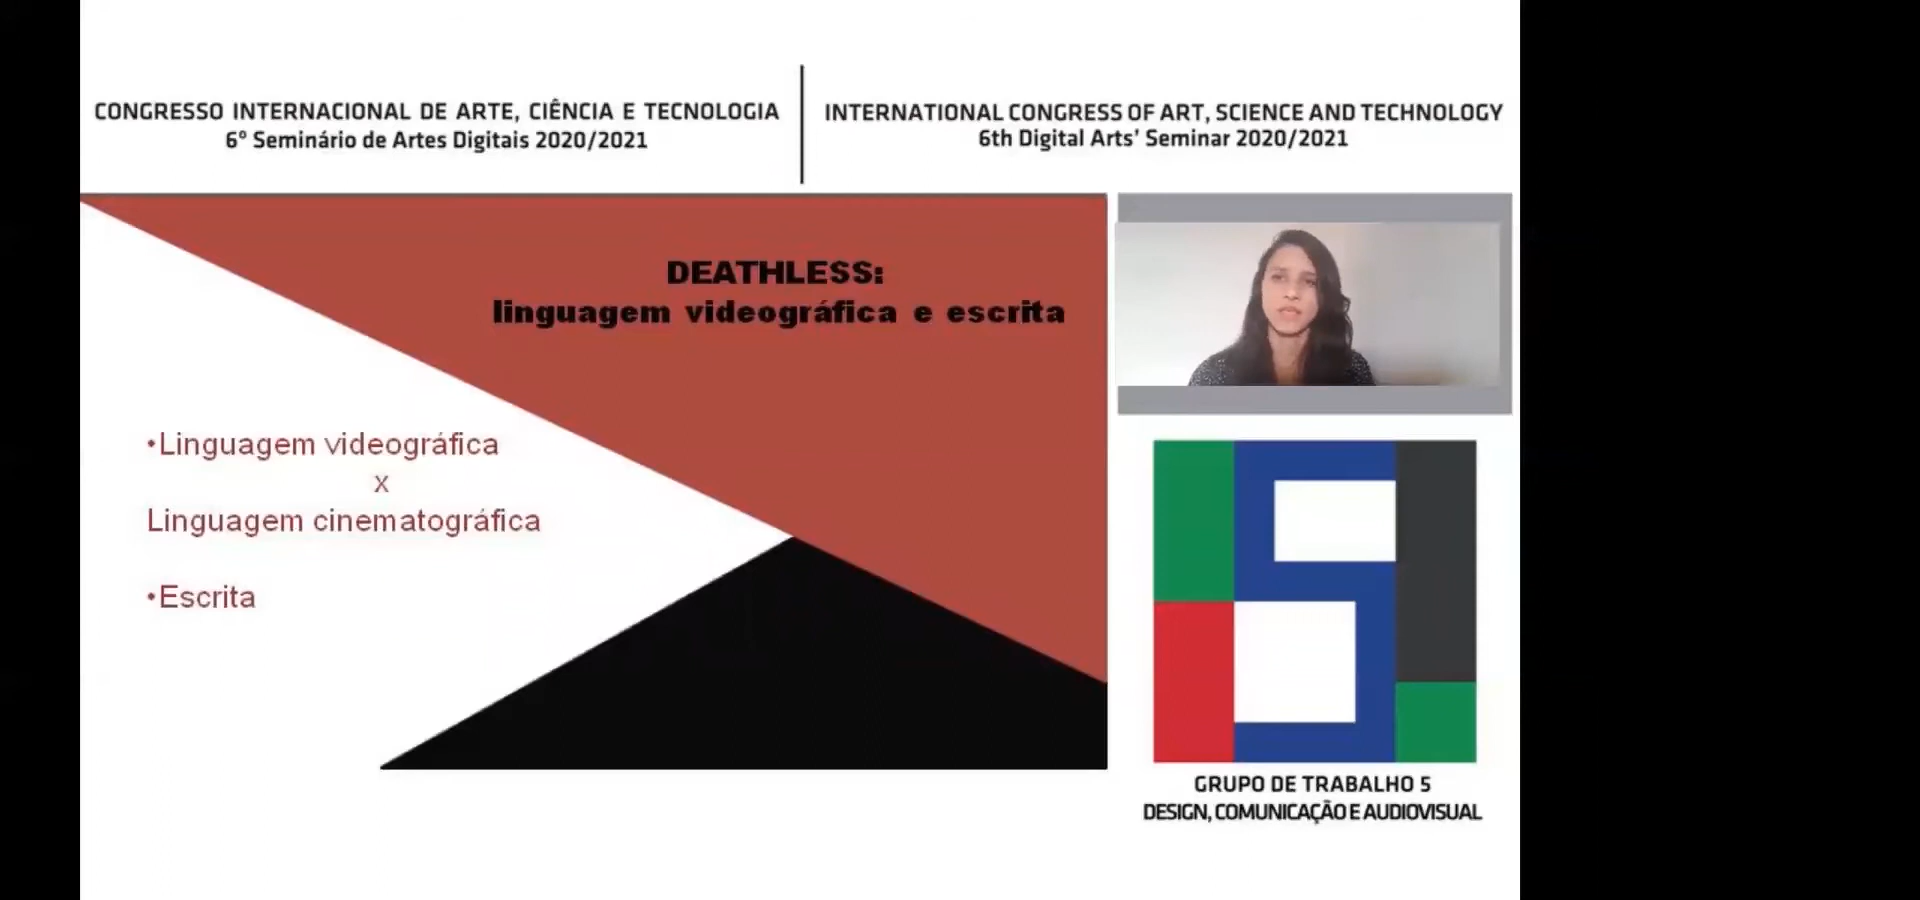 CONGRESSO INTERNACIONAL DE ARTE, CIÊNCIA E TECNOLOGIA
6º Seminário de Artes Digitais 2020/2021
INTERNATIONAL CONGRESS OF ART, SCIENCE AND TECHNOLOGY
6th Digital Arts' Seminar 2020/2021
DEATHLESS:
linguagem videográfica e escrita
•Linguagem videográfica
x
Linguagem cinematográfica
•Escrita
GRUPO DE TRABALHO 5
DESIGN, COMUNICAÇÃO E AUDIOVISUAL